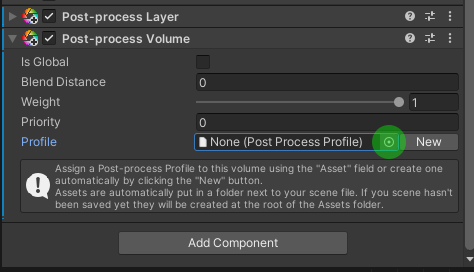 Post-process Layer
Post-process Volume
Is Global
Blend Distance 0
Weight 1
Priority 0
Profile None (Post Process Profile) New
Assign a Post-process Profile to this volume using the "Asset" field or create one
automatically by clicking the "New" button.
Assets are automatically put in a folder next to your scene file. If you scene hasn't
been saved yet they will be created at the root of the Assets folder.
Add Component